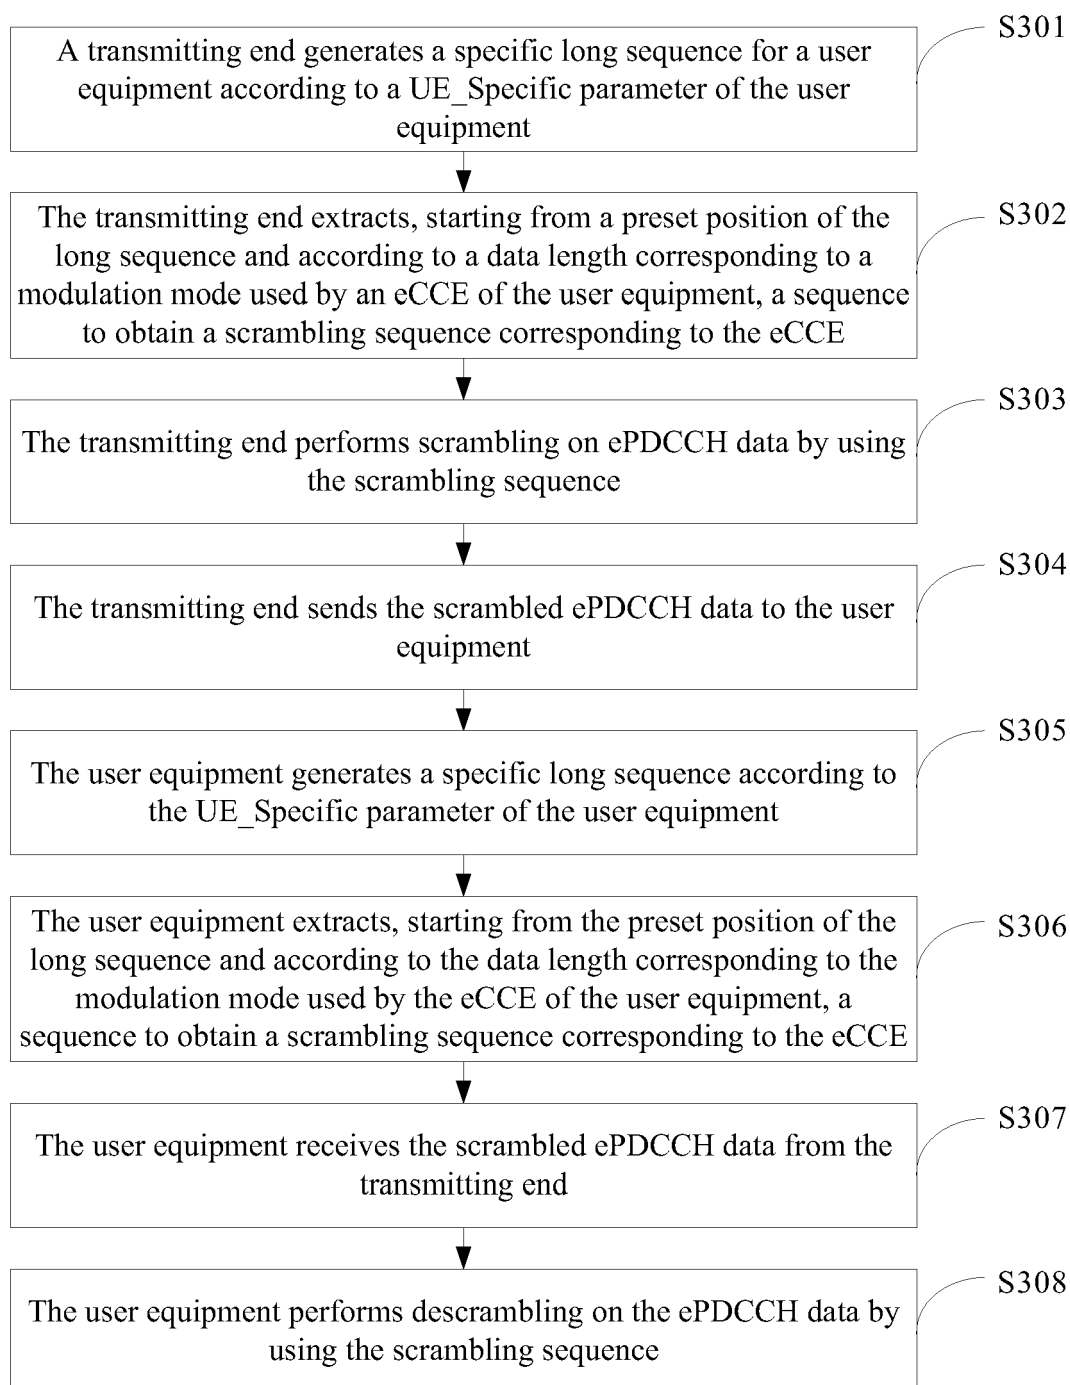 S301
A transmitting end generates a specific long sequence for a user
equipment according to a UE_Specific parameter of the user
equipment
S302
The transmitting end extracts, starting from a preset position of the
long sequence and according to a data length corresponding to a
modulation mode used by an eCCE of the user equipment, a sequence
to obtain a scrambling sequence corresponding to the eCCE
S303
The transmitting end performs scrambling on ePDCCH data by using
the scrambling sequence
S304
The transmitting end sends the scrambled ePDCCH data to the user
equipment
S305
The user equipment generates a specific long sequence according to
the UE_Specific parameter of the user equipment
S306
The user equipment extracts, starting from the preset position of the
long sequence and according to the data length corresponding to the
modulation mode used by the eCCE of the user equipment, a
sequence to obtain a scrambling sequence corresponding to the eCCE
S307
The user equipment receives the scrambled ePDCCH data from the
transmitting end
S308
The user equipment performs descrambling on the ePDCCH data by
using the scrambling sequence